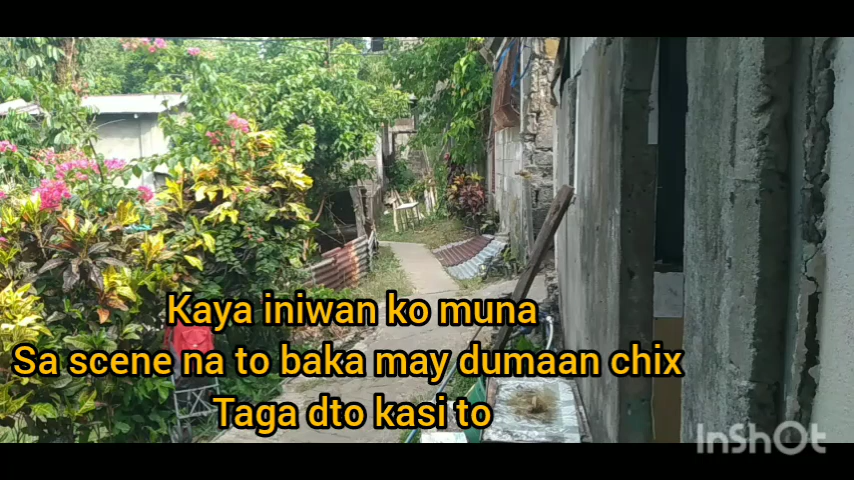 Kaya iniwan ko muna
Sa scene na to baka may dumaan chix
Taga dto kasi to
InShOt